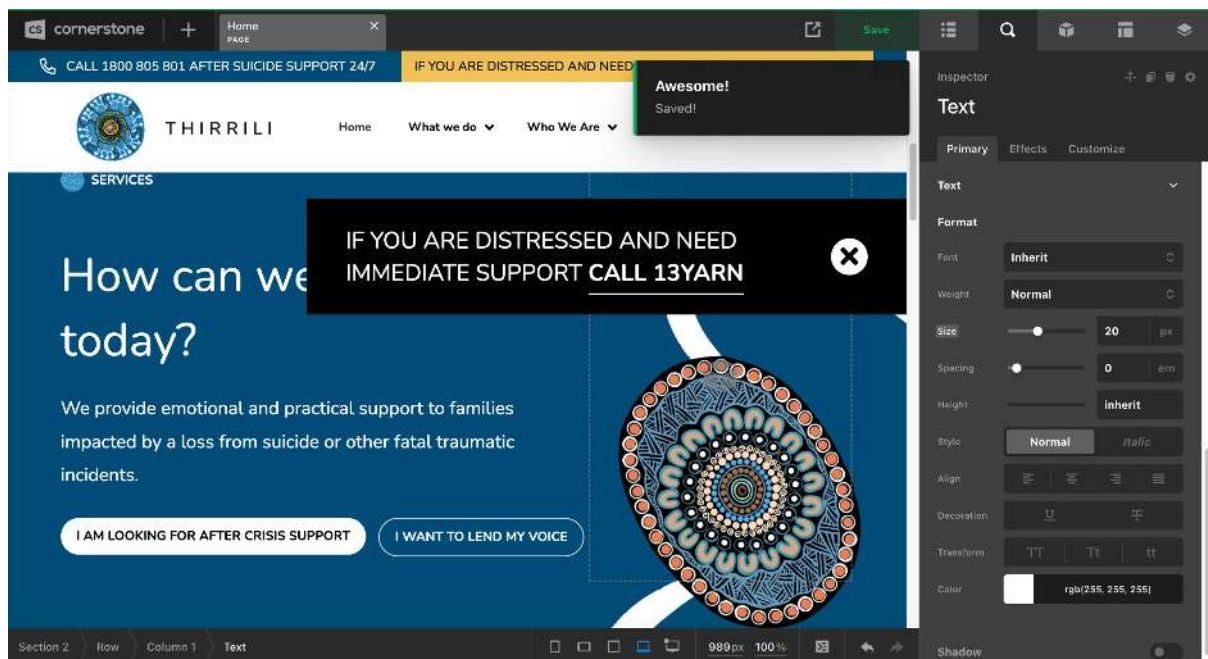 cs cornerstone
Home
PAGE
Save
CALL 1800 805 801 AFTER SUICIDE SUPPORT 24/7
IF YOU ARE DISTRESSED AND NEED
Awesome!
Saved!
THIRRILI
Home
What we do
Who We Are
SERVICES
IF YOU ARE DISTRESSED AND NEED
IMMEDIATE SUPPORT CALL 13YARN
How can we
today?
We provide emotional and practical support to families
impacted by a loss from suicide or other fatal traumatic
incidents.
I AM LOOKING FOR AFTER CRISIS SUPPORT
I WANT TO LEND MY VOICE
Section 2
Row
Column 1
Text
989px
100%
Inspector
Text
Primary
Effects
Customize
Text
Format
Font
Inherit
Weight
Normal
Size
20
px
Spacing
0
em
Height
inherit
Style
Normal
Italic
Align
Decoration
U
T
Transform
TT
Tt
tt
Color
rgb(255, 255, 255)
Shadow